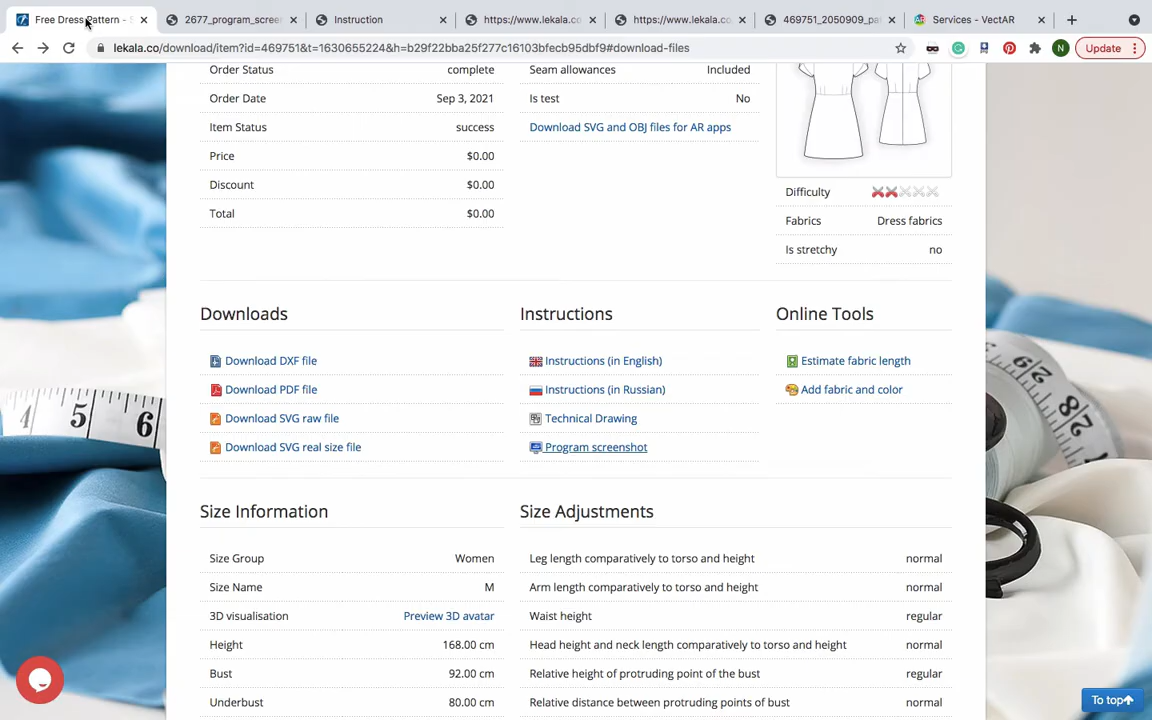 Free Dress Pattern - S
2677_program_screen
Instruction
https://www.lekala.co
https://www.lekala.co
469751_2050909_pa
Services - VectAR
lekala.co/download/item?id=469751&t=1630655224&h=b29f22bba25f277c16103bfecb95dbf9#download-files
N
Update
Order Status complete
Seam allowances Included
Order Date Sep 3, 2021
Is test No
Item Status success
Download SVG and OBJ files for AR apps
Price $0.00
Discount $0.00
Total $0.00
Difficulty
Fabrics Dress fabrics
Is stretchy no
Downloads
Download DXF file
Download PDF file
Download SVG raw file
Download SVG real size file
Instructions
Instructions (in English)
Instructions (in Russian)
Technical Drawing
Program screenshot
Online Tools
Estimate fabric length
Add fabric and color
Size Information
Size Group Women
Size Name M
3D visualisation Preview 3D avatar
Height 168.00 cm
Bust 92.00 cm
Underbust 80.00 cm
Size Adjustments
Leg length comparatively to torso and height normal
Arm length comparatively to torso and height normal
Waist height regular
Head height and neck length comparatively to torso and height normal
Relative height of protruding point of the bust regular
Relative distance between protruding points of bust normal
To top
4 5 6
29
28